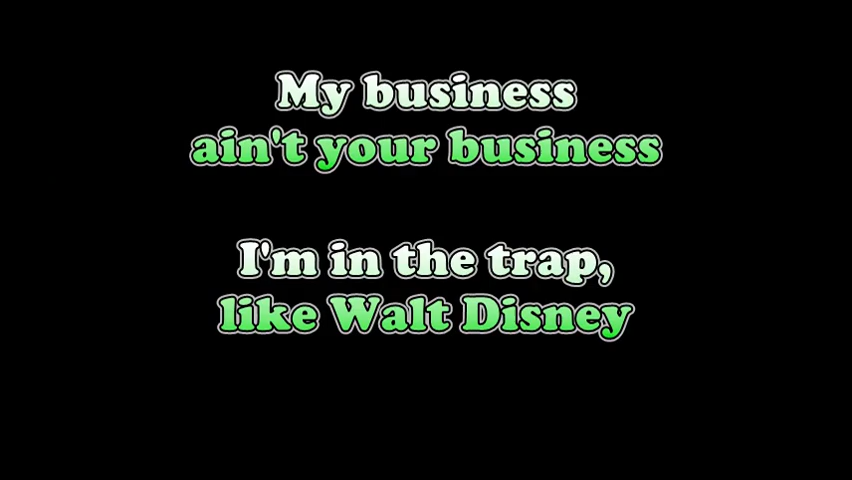 My business
ain't your business
I'm in the trap,
like Walt Disney